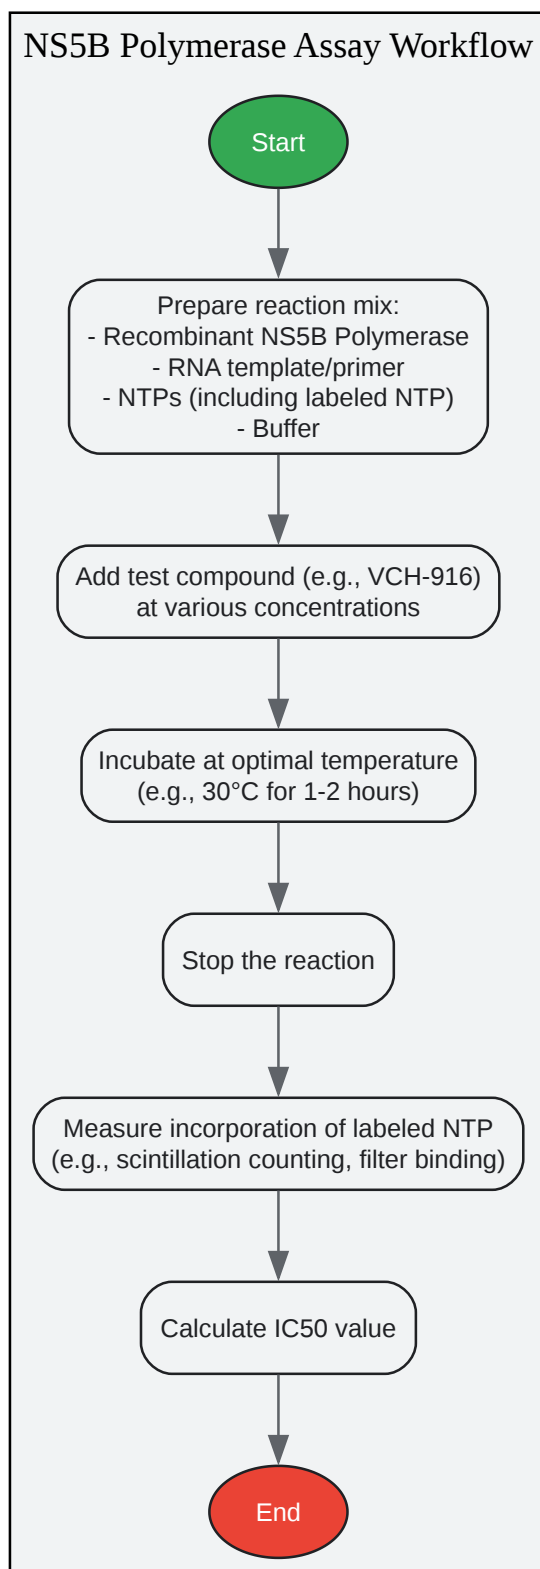 NS5B Polymerase Assay Workflow
Start
Prepare reaction mix:
- Recombinant NS5B Polymerase
- RNA template/primer
- NTPs (including labeled NTP)
- Buffer
Add test compound (e.g., VCH-916)
at various concentrations
Incubate at optimal temperature
(e.g., 30°C for 1-2 hours)
Stop the reaction
Measure incorporation of labeled NTP
(e.g., scintillation counting, filter binding)
Calculate IC50 value
End